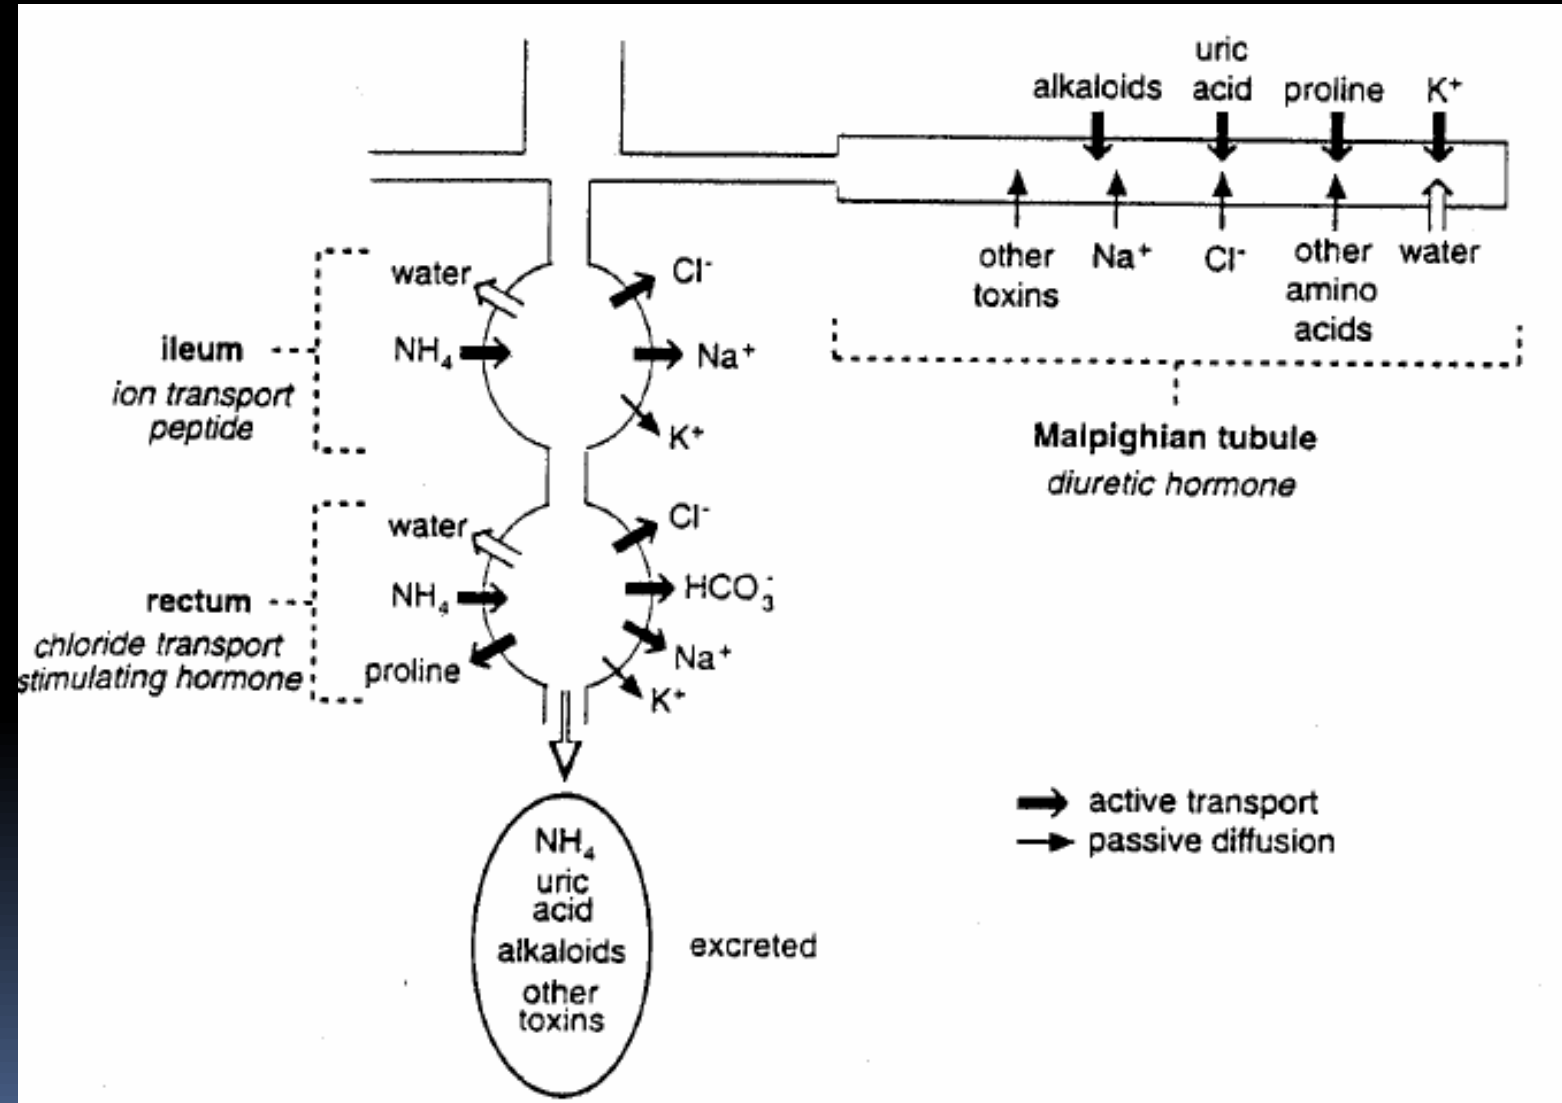 uric
alkaloids acid proline K⁺
other Na⁺ Cl⁻ other water
toxins amino
acids
Malpighian tubule
diuretic hormone
water Cl⁻
NH₄ Na⁺
K⁺
ileum
ion transport
peptide
water Cl⁻
NH₄ HCO₃⁻
proline Na⁺
K⁺
rectum
chloride transport
stimulating hormone
active transport
passive diffusion
NH₄
uric
acid
alkaloids
other
toxins
excreted